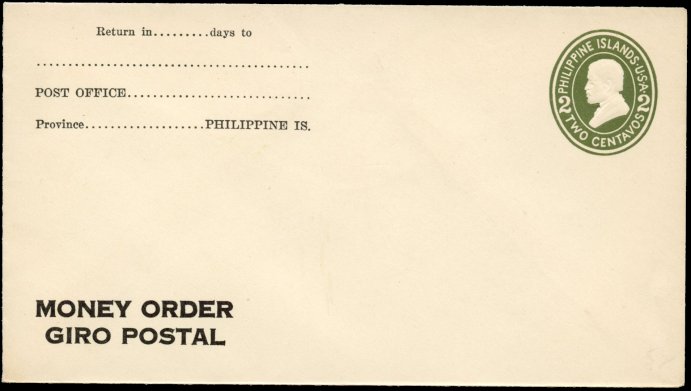 Return in.........days to
..............................................
POST OFFICE..............................
Province....................PHILIPPINE IS.
PHILIPPINE ISLANDS·U·S·A·
2 2
TWO CENTAVOS
MONEY ORDER
GIRO POSTAL